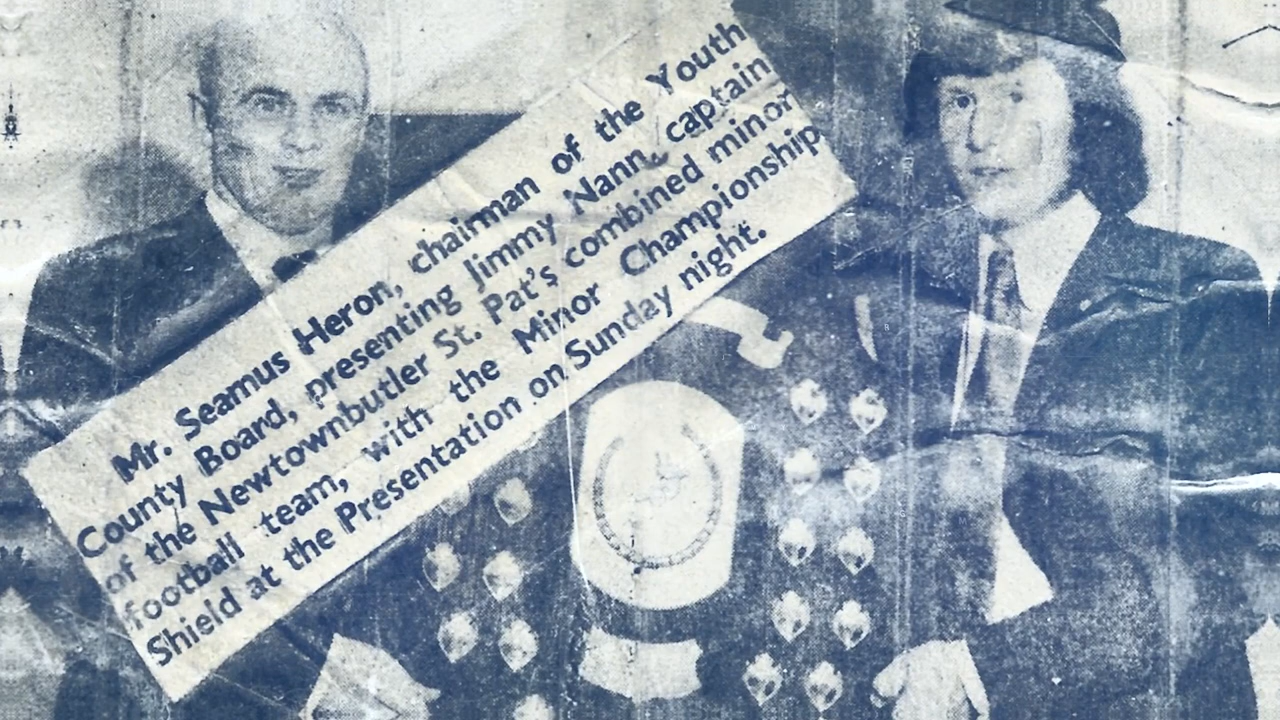 Mr. Seamus Heron, chairman of the Youth
County Board, presenting Jimmy Nann, captain
of the Newtownbutler St. Pat's combined minor
football team, with the Minor Championship
Shield at the Presentation on Sunday night.